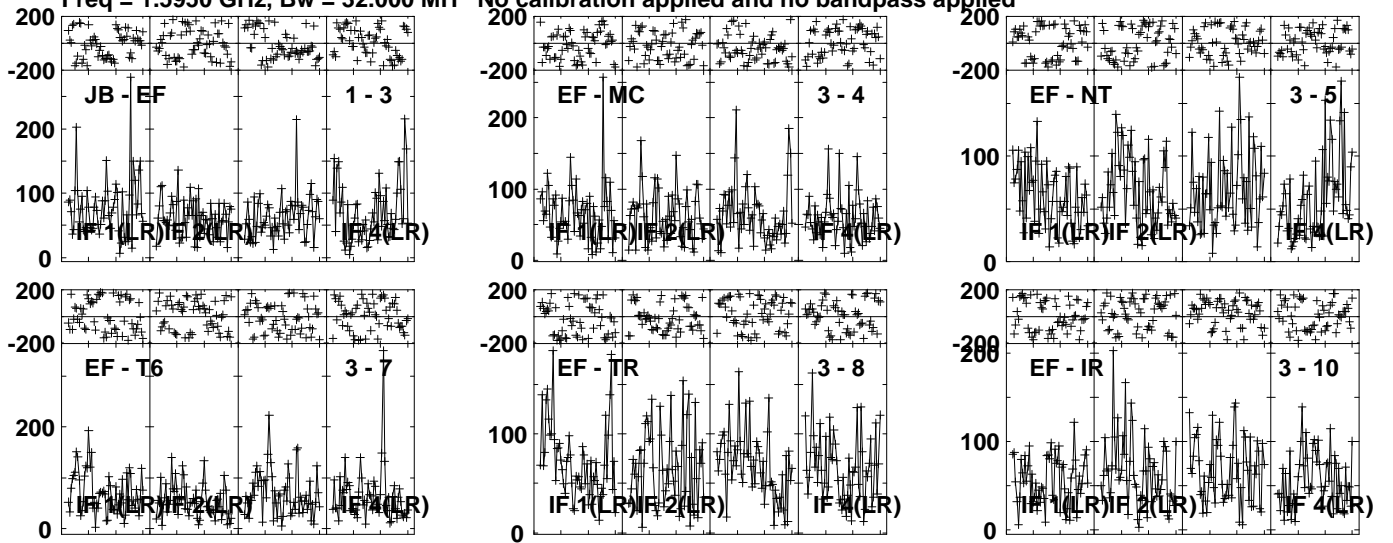 Freq = 1.5950 GHz, Bw = 32.000 MH No calibration applied and no bandpass applied
200
-200
JB - EF 1 - 3
200
100
0
IF 1(LR) IF 2(LR) IF 4(LR)
200
-200
EF - MC 3 - 4
200
100
0
IF 1(LR) IF 2(LR) IF 4(LR)
200
-200
EF - NT 3 - 5
100
0
IF 1(LR) IF 2(LR) IF 4(LR)
200
-200
EF - T6 3 - 7
200
0
IF 1(LR) IF 2(LR) IF 4(LR)
200
-200
EF - TR 3 - 8
100
0
IF 1(LR) IF 2(LR) IF 4(LR)
200
-200
200
EF - IR 3 - 10
100
0
IF 1(LR) IF 2(LR) IF 4(LR)